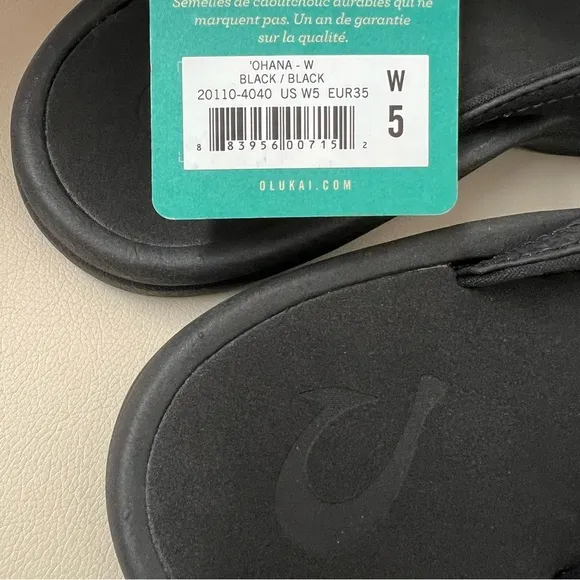 Semelles de caoutchouc durables qui ne
marquent pas. Un an de garantie
sur la qualité.
'OHANA - W
BLACK / BLACK
20110-4040 US W5 EUR35
W
5
8 83956 00715 2
OLUKAI.COM